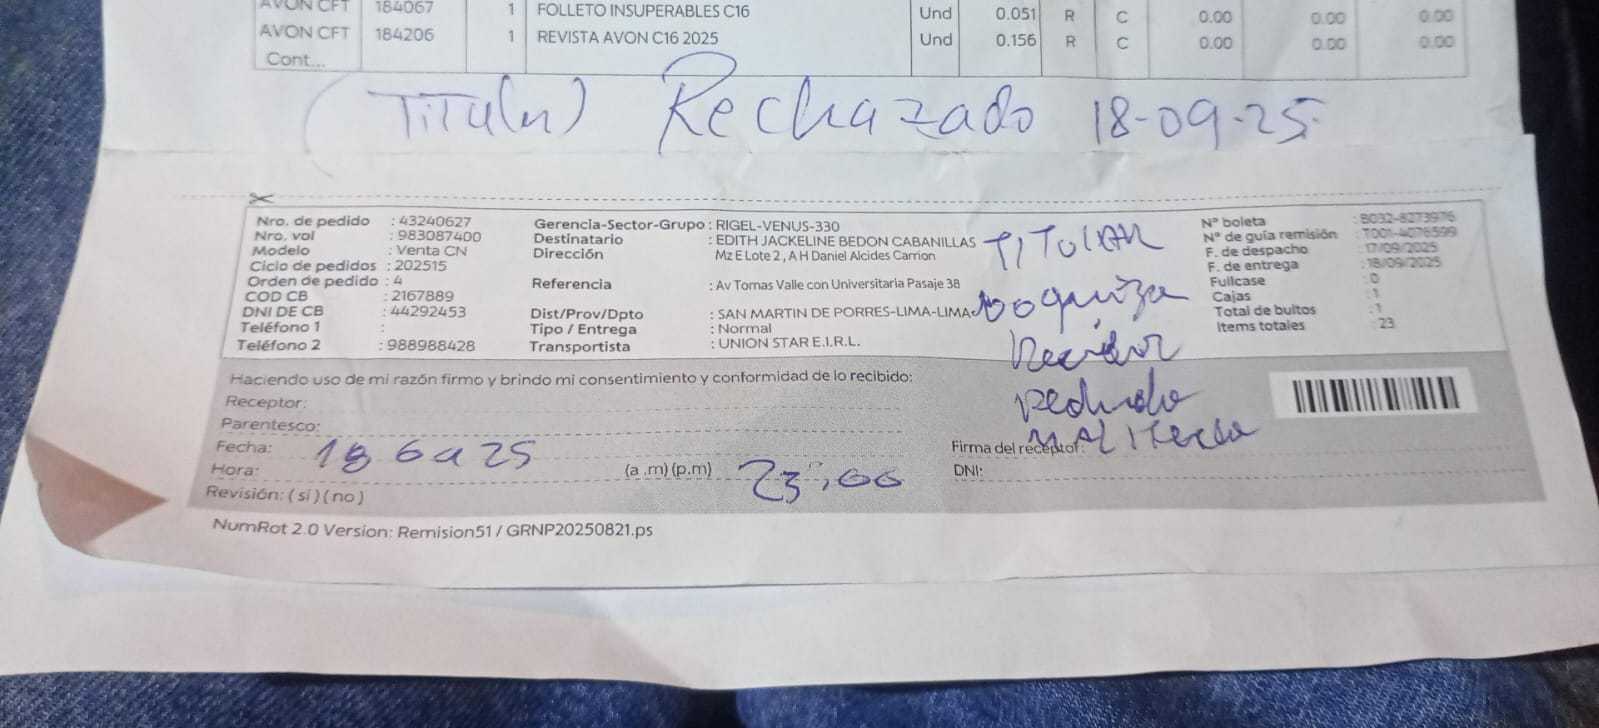 AVON CFT 184067 1 FOLLETO INSUPERABLES C16 Und 0.051 R C 0.00 0.00 0.00
AVON CFT 184206 1 REVISTA AVON C16 2025 Und 0.156 R C 0.00 0.00 0.00
Cont...
(Titular) Rechazado 18-09-25
Nro. de pedido : 43240627
Nro. vol : 983087400
Modelo : Venta CN
Ciclo de pedidos : 202515
Orden de pedido : 4
COD CB : 2167889
DNI DE CB : 44292453
Teléfono 1 :
Teléfono 2 : 988988428
Gerencia-Sector-Grupo : RIGEL-VENUS-330
Destinatario : EDITH JACKELINE BEDON CABANILLAS
Dirección Mz E Lote 2 , A H Daniel Alcides Carrion
Referencia : Av Tomas Valle con Universitaria Pasaje 38
Dist/Prov/Dpto : SAN MARTIN DE PORRES-LIMA-LIMA
Tipo / Entrega : Normal
Transportista : UNION STAR E.I.R.L.
TITULAR
no quiza
Recibir
pedido
Nº boleta : B032-8273976
Nº de guía remisión : T001-4076599
F. de despacho : 17/09/2025
F. de entrega : 18/09/2025
Fullcase : 0
Cajas : 1
Total de bultos : 1
Items totales : 23
Haciendo uso de mi razón firmo y brindo mi consentimiento y conformidad de lo recibido:
Receptor:
Parentesco:
Fecha: 18 25
Hora: (a .m) (p.m) 23:00
Revisión: ( si ) ( no )
Firma del receptor:
DNI:
NumRot 2.0 Version: Remision51 / GRNP20250821.ps